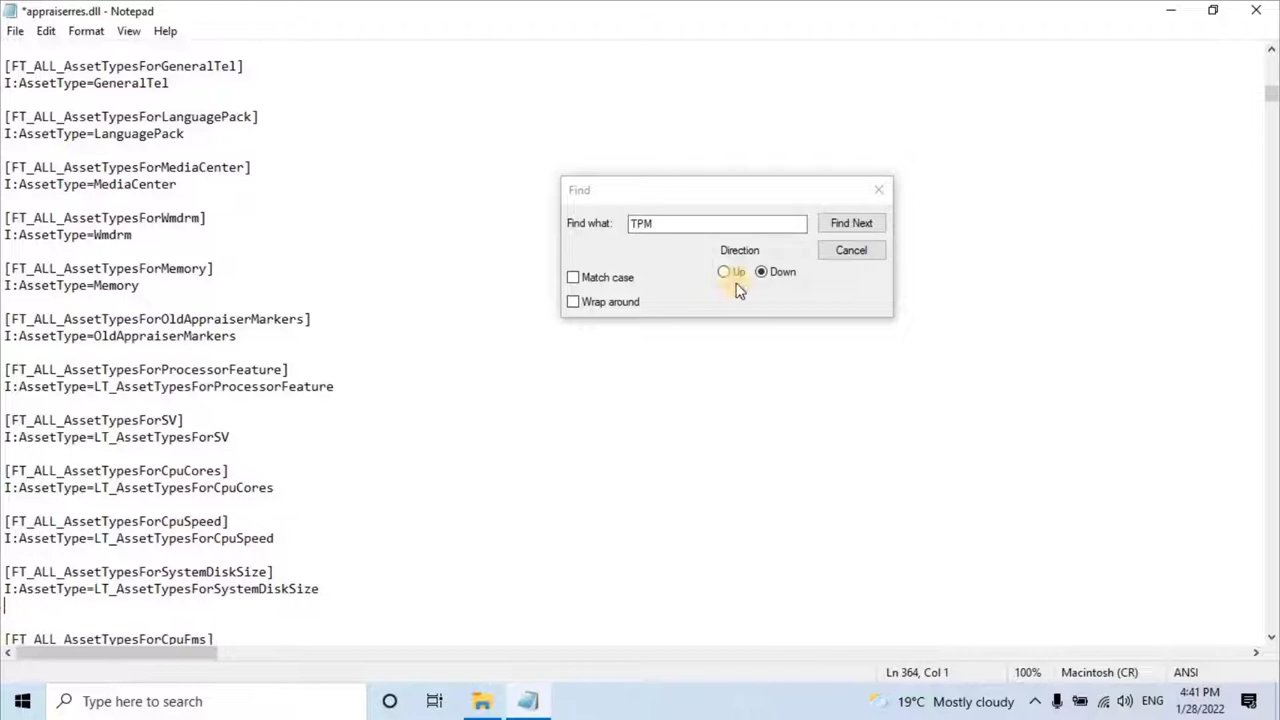 *appraiserres.dll - Notepad
File Edit Format View Help
[FT_ALL_AssetTypesForGeneralTel]
I:AssetType=GeneralTel
[FT_ALL_AssetTypesForLanguagePack]
I:AssetType=LanguagePack
[FT_ALL_AssetTypesForMediaCenter]
I:AssetType=MediaCenter
[FT_ALL_AssetTypesForWmdrm]
I:AssetType=Wmdrm
[FT_ALL_AssetTypesForMemory]
I:AssetType=Memory
[FT_ALL_AssetTypesForOldAppraiserMarkers]
I:AssetType=OldAppraiserMarkers
[FT_ALL_AssetTypesForProcessorFeature]
I:AssetType=LT_AssetTypesForProcessorFeature
[FT_ALL_AssetTypesForSV]
I:AssetType=LT_AssetTypesForSV
[FT_ALL_AssetTypesForCpuCores]
I:AssetType=LT_AssetTypesForCpuCores
[FT_ALL_AssetTypesForCpuSpeed]
I:AssetType=LT_AssetTypesForCpuSpeed
[FT_ALL_AssetTypesForSystemDiskSize]
I:AssetType=LT_AssetTypesForSystemDiskSize
[FT_ALL_AssetTypesForCpuFms]
Find
Find what: TPM Find Next
Direction Cancel
Up Down
Match case
Wrap around
Ln 364, Col 1 100% Macintosh (CR) ANSI
Type here to search
19°C Mostly cloudy ENG
4:41 PM
1/28/2022